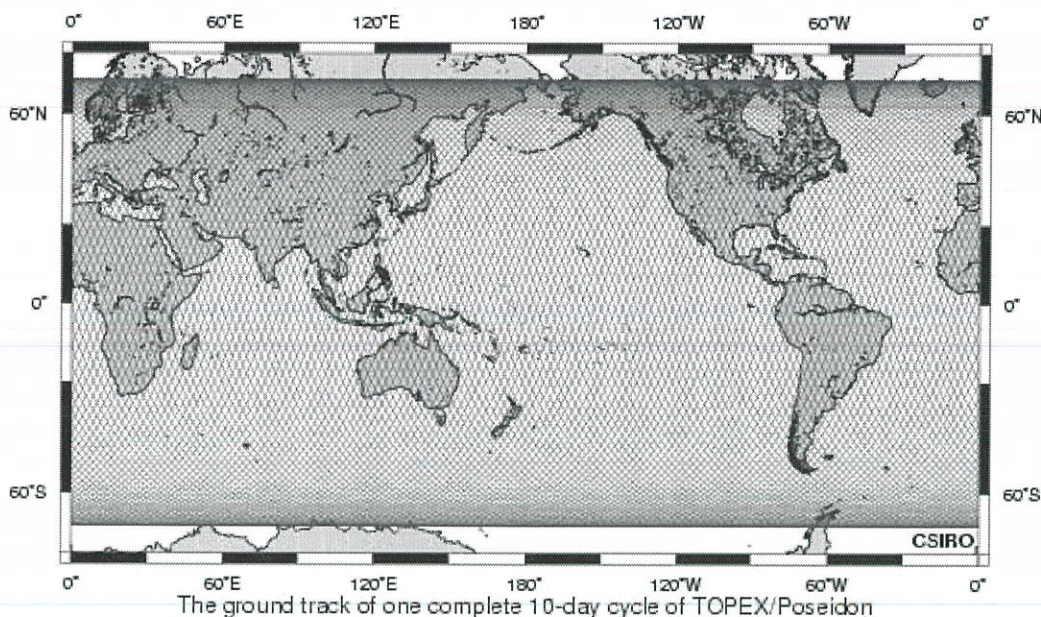 0° 60°E 120°E 180° 120°W 60°W 0°
60°N 60°N
0° 0°
60°S 60°S
CSIRO
0° 60°E 120°E 180° 120°W 60°W 0°
The ground track of one complete 10-day cycle of TOPEX/Poseidon